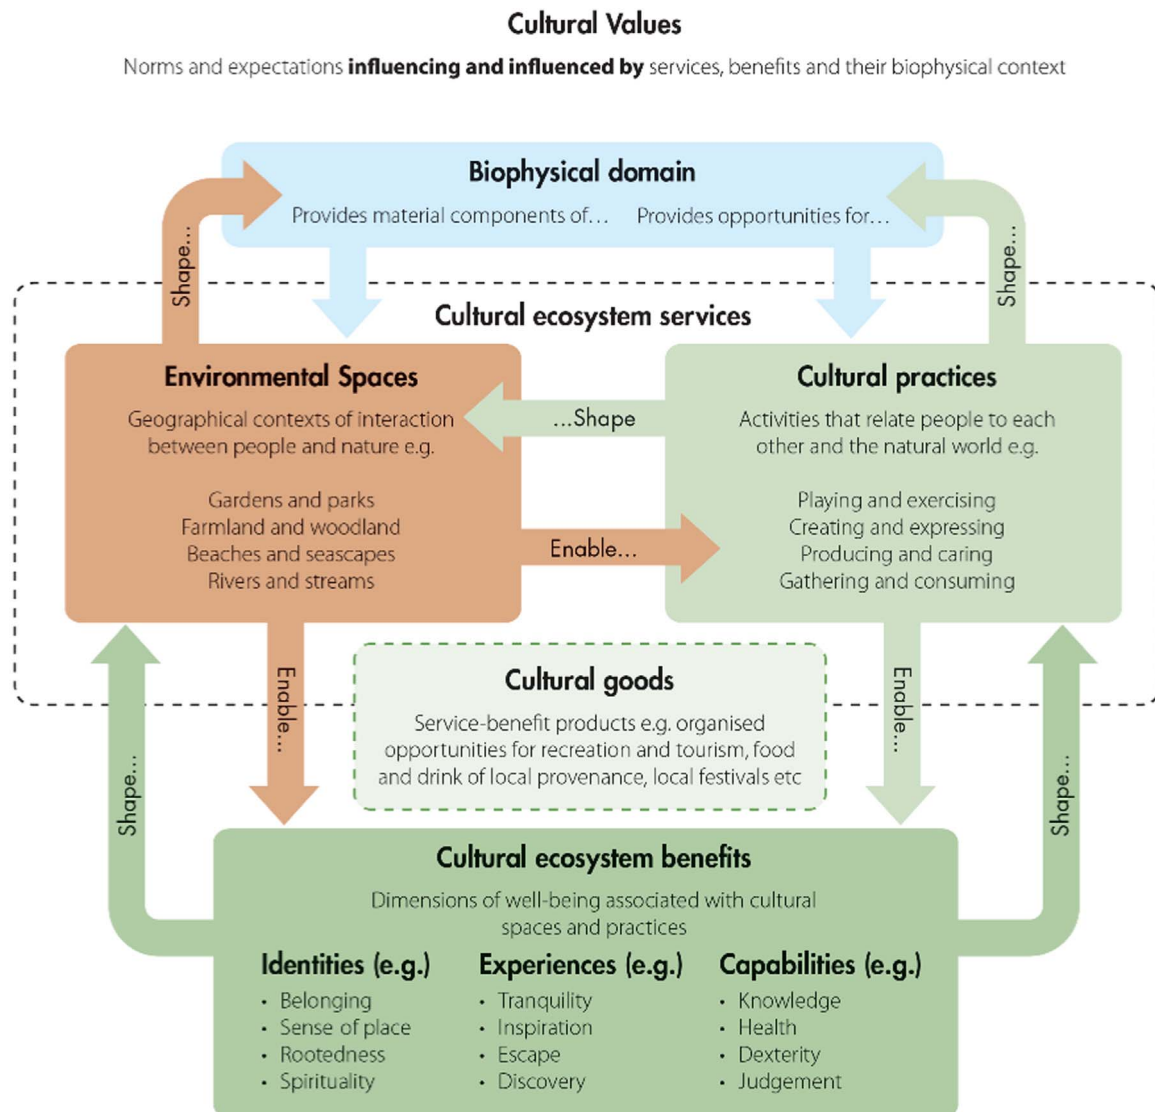 Cultural Values
Norms and expectations influencing and influenced by services, benefits and their biophysical context
Biophysical domain
Provides material components of…
Provides opportunities for…
Shape…
Shape…
Cultural ecosystem services
Environmental Spaces
Geographical contexts of interaction
between people and nature e.g.
Gardens and parks
Farmland and woodland
Beaches and seascapes
Rivers and streams
…Shape
Enable…
Cultural practices
Activities that relate people to each
other and the natural world e.g.
Playing and exercising
Creating and expressing
Producing and caring
Gathering and consuming
Enable…
Cultural goods
Service-benefit products e.g. organised
opportunities for recreation and tourism, food
and drink of local provenance, local festivals etc
Enable…
Shape…
Shape…
Cultural ecosystem benefits
Dimensions of well-being associated with cultural
spaces and practices
Identities (e.g.)
• Belonging
• Sense of place
• Rootedness
• Spirituality
Experiences (e.g.)
• Tranquility
• Inspiration
• Escape
• Discovery
Capabilities (e.g.)
• Knowledge
• Health
• Dexterity
• Judgement